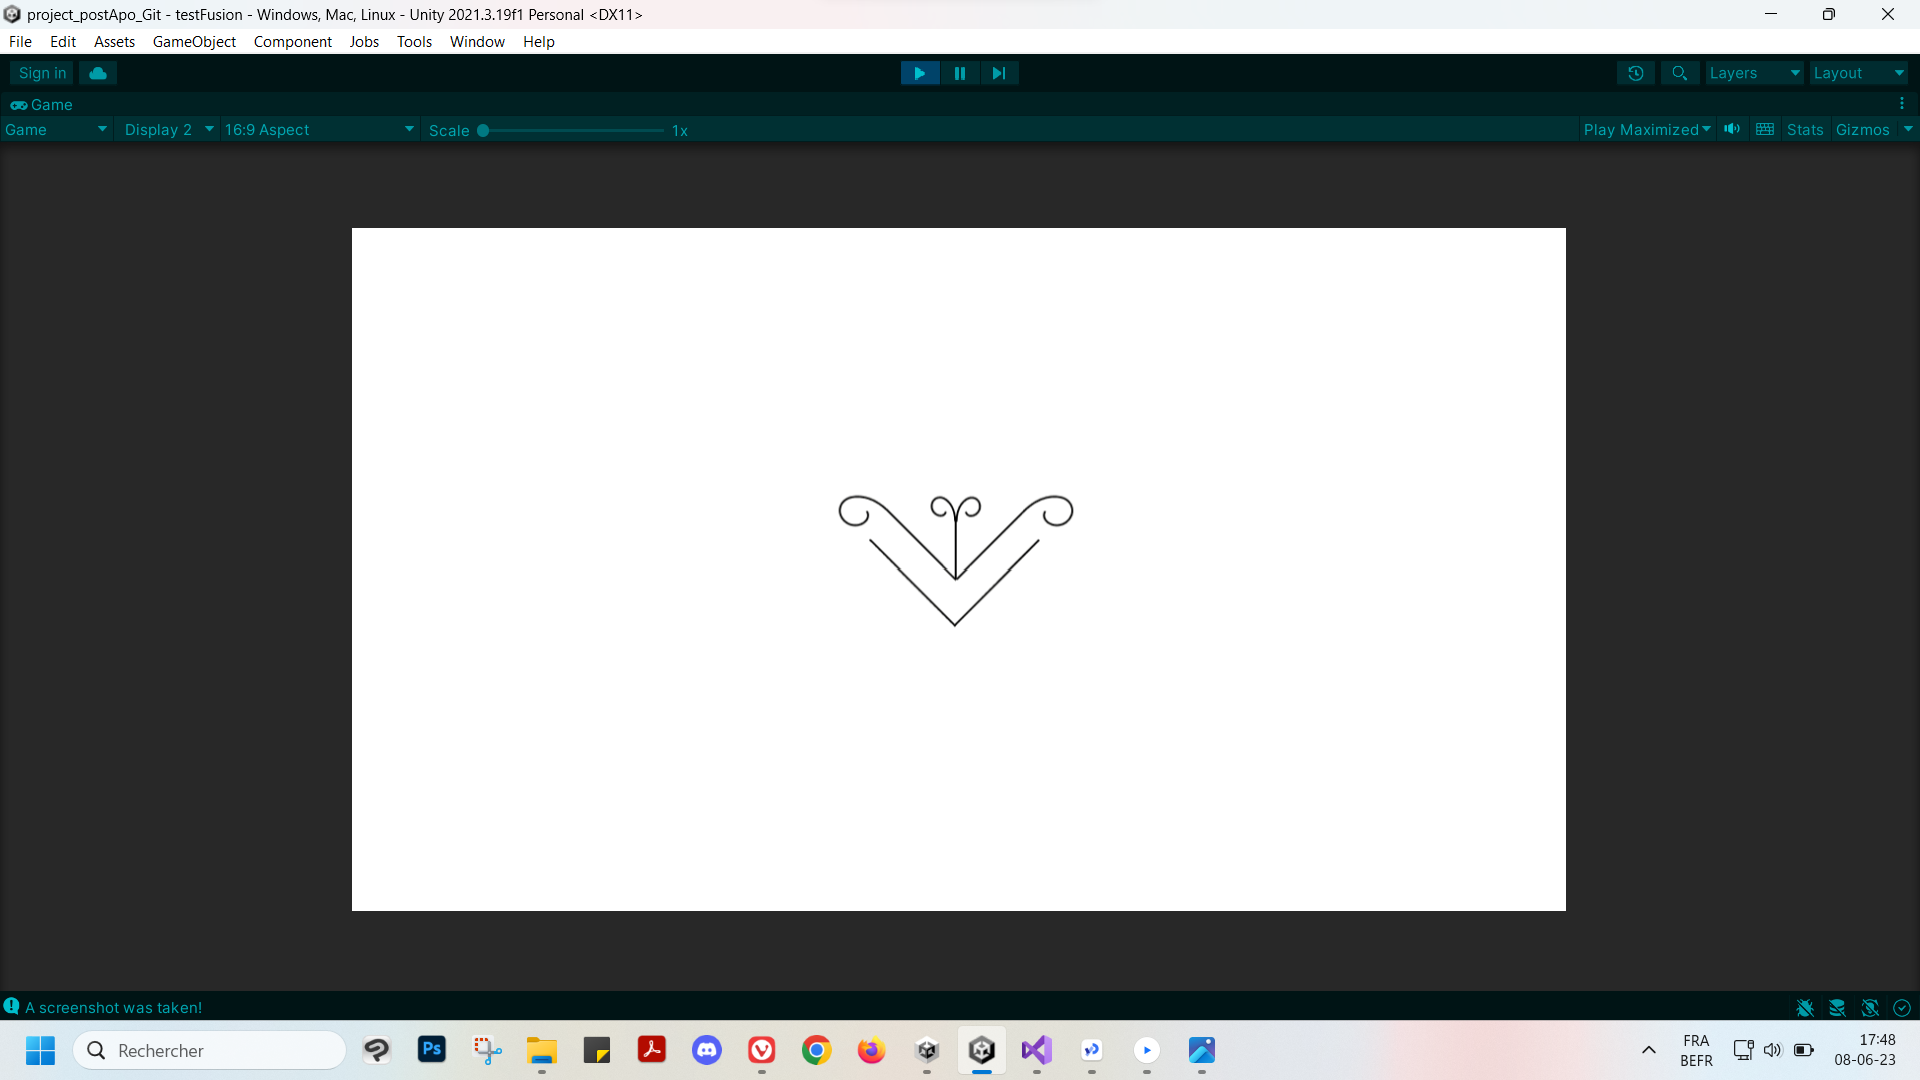 project_postApo_Git - testFusion - Windows, Mac, Linux - Unity 2021.3.19f1 Personal <DX11>
File Edit Assets GameObject Component Jobs Tools Window Help
Sign in Layers Layout
Game
Game Display 2 16:9 Aspect Scale 1x Play Maximized Stats Gizmos
A screenshot was taken!
Rechercher Ps FRA 17:48
BEFR 08-06-23